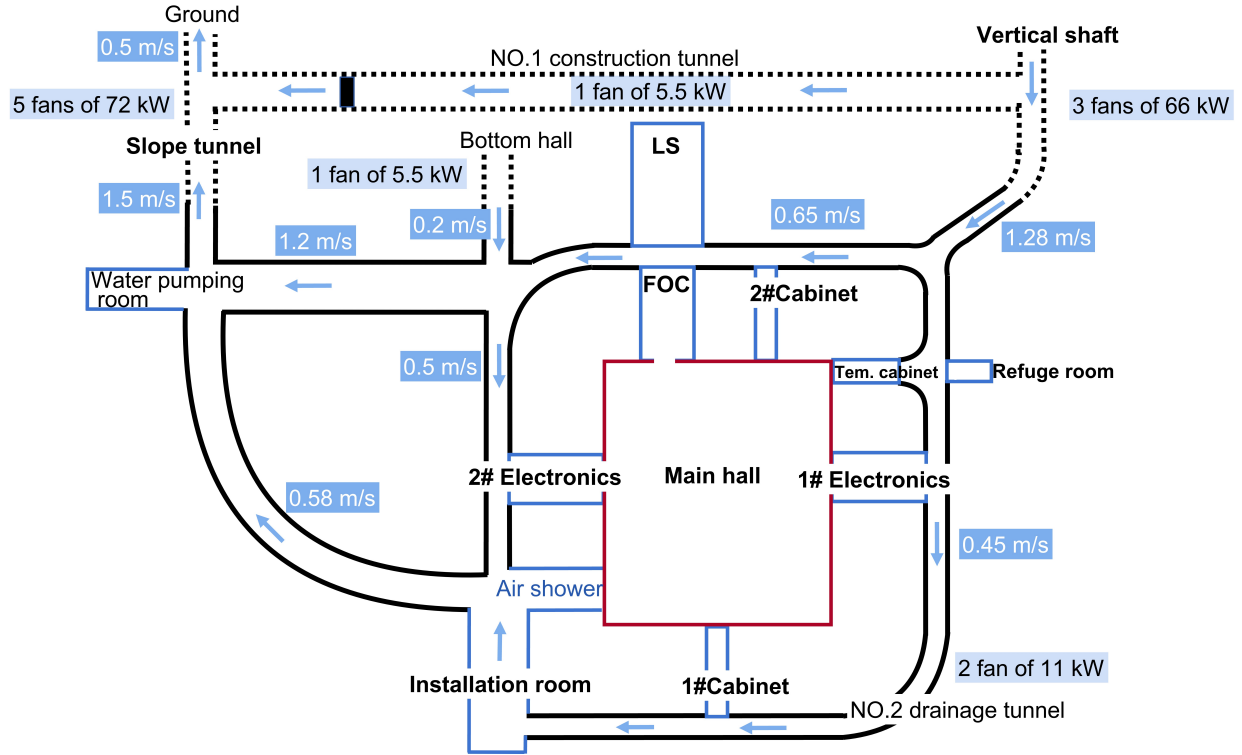 Ground
0.5 m/s
Vertical shaft
NO.1 construction tunnel
5 fans of 72 kW
1 fan of 5.5 kW
3 fans of 66 kW
Slope tunnel
Bottom hall
LS
1 fan of 5.5 kW
1.5 m/s
0.2 m/s
0.65 m/s
1.2 m/s
1.28 m/s
Water pumping
room
FOC
2#Cabinet
0.5 m/s
Tem. cabinet
Refuge room
2# Electronics
Main hall
1# Electronics
0.58 m/s
0.45 m/s
Air shower
2 fan of 11 kW
Installation room
1#Cabinet
NO.2 drainage tunnel